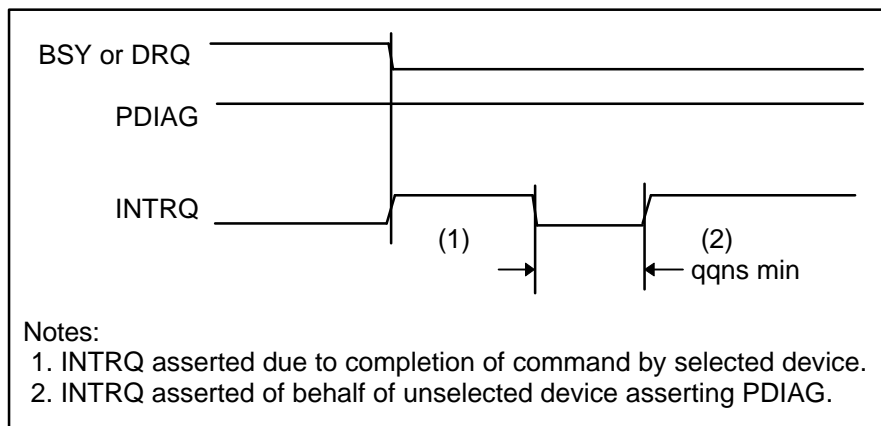 BSY or DRQ
PDIAG
INTRQ
(1)
(2)
qqns min
Notes:
1. INTRQ asserted due to completion of command by selected device.
2. INTRQ asserted of behalf of unselected device asserting PDIAG.